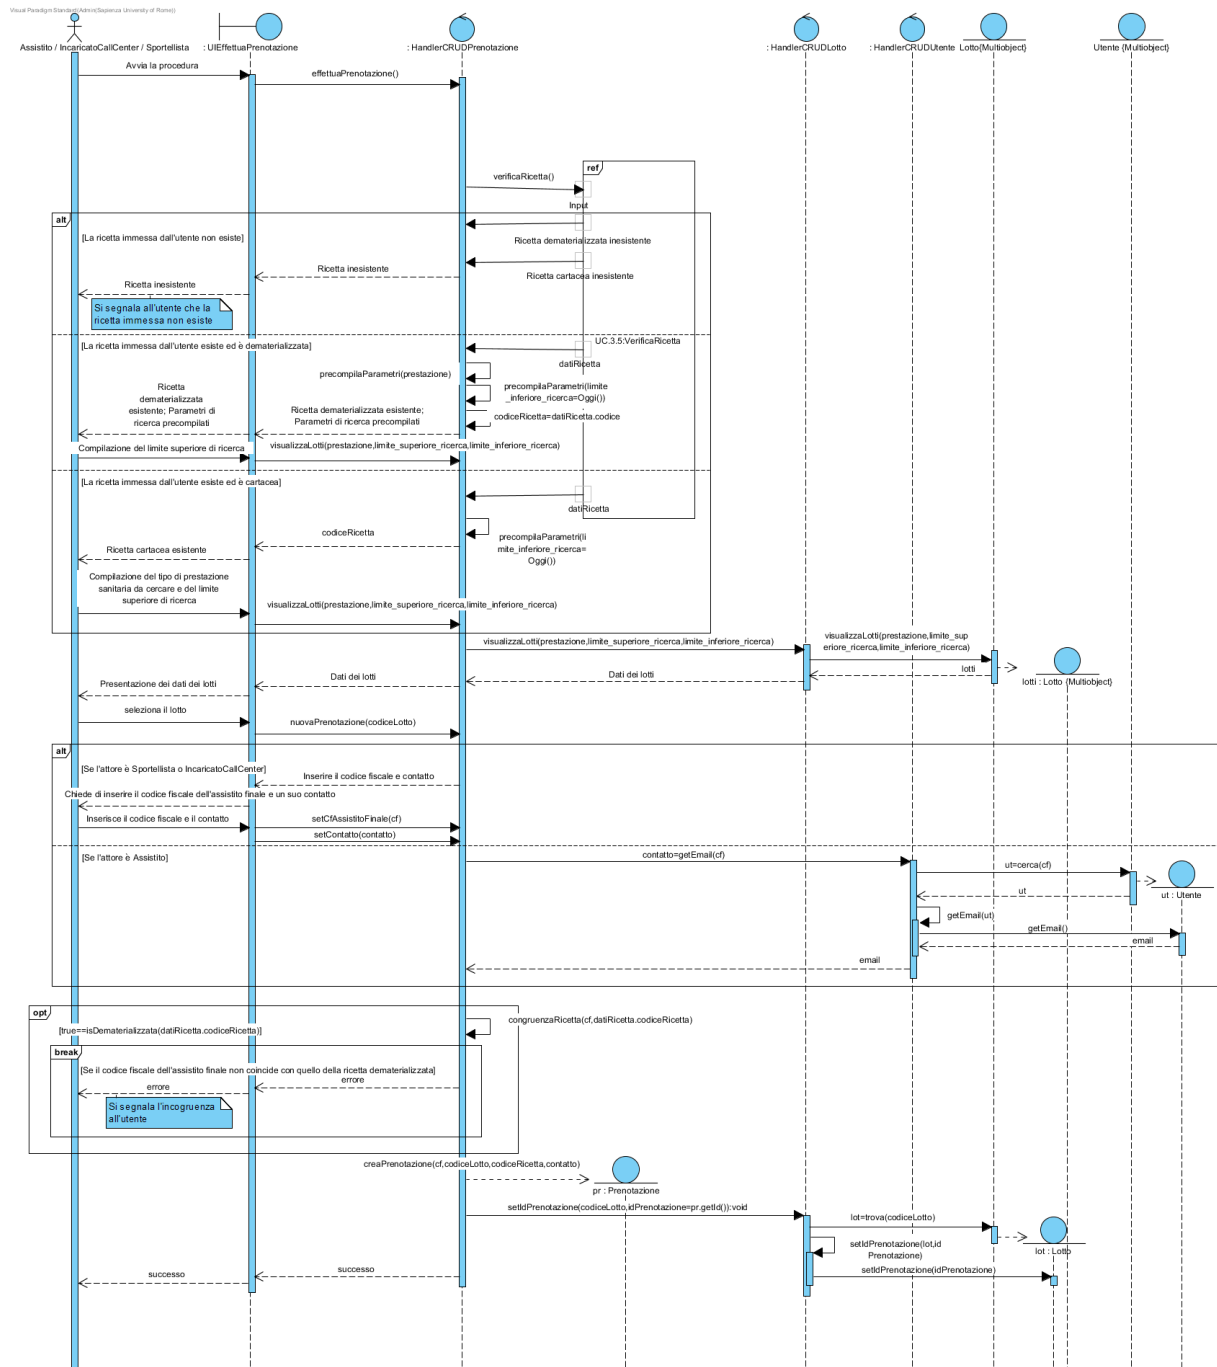 Visual Paradigm Standard(Admin(Sapienza University of Rome))
Assistito / IncaricatoCallCenter / Sportellista
: UIEffettuaPrenotazione
: HandlerCRUDPrenotazione
: HandlerCRUDLotto
: HandlerCRUDUtente
Lotto{Multiobject}
Utente {Multiobject}
Avvia la procedura
effettuaPrenotazione()
ref
verificaRicetta()
Input
alt
[La ricetta immessa dall'utente non esiste]
Ricetta dematerializzata inesistente
Ricetta inesistente
Ricetta cartacea inesistente
Ricetta inesistente
Si segnala all'utente che la
ricetta immessa non esiste
UC.3.5:VerificaRicetta
[La ricetta immessa dall'utente esiste ed è dematerializzata]
datiRicetta
precompilaParametri(prestazione)
precompilaParametri(limite
_inferiore_ricerca=Oggi())
Ricetta
dematerializzata
esistente; Parametri di
ricerca precompilati
Ricetta dematerializzata esistente;
Parametri di ricerca precompilati
codiceRicetta=datiRicetta.codice
Compilazione del limite superiore di ricerca
visualizzaLotti(prestazione,limite_superiore_ricerca,limite_inferiore_ricerca)
[La ricetta immessa dall'utente esiste ed è cartacea]
datiRicetta
codiceRicetta
precompilaParametri(li
mite_inferiore_ricerca=
Oggi())
Ricetta cartacea esistente
Compilazione del tipo di prestazione
sanitaria da cercare e del limite
superiore di ricerca
visualizzaLotti(prestazione,limite_superiore_ricerca,limite_inferiore_ricerca)
visualizzaLotti(prestazione,limite_superiore_ricerca,limite_inferiore_ricerca)
visualizzaLotti(prestazione,limite_sup
eriore_ricerca,limite_inferiore_ricerca)
lotti
lotti : Lotto {Multiobject}
Dati dei lotti
Dati dei lotti
Presentazione dei dati dei lotti
seleziona il lotto
nuovaPrenotazione(codiceLotto)
alt
[Se l'attore è Sportellista o IncaricatoCallCenter]
Inserire il codice fiscale e contatto
Chiede di inserire il codice fiscale dell'assistito finale e un suo contatto
Inserisce il codice fiscale e il contatto
setCfAssistitoFinale(cf)
setContatto(contatto)
[Se l'attore è Assistito]
contatto=getEmail(cf)
ut=cerca(cf)
ut
ut : Utente
getEmail(ut)
getEmail()
email
email
opt
[true==isDematerializzata(datiRicetta.codiceRicetta)]
congruenzaRicetta(cf,datiRicetta.codiceRicetta)
break
[Se il codice fiscale dell'assistito finale non coincide con quello della ricetta dematerializzata]
errore
errore
Si segnala l'incogruenza
all'utente
creaPrenotazione(cf,codiceLotto,codiceRicetta,contatto)
pr : Prenotazione
setIdPrenotazione(codiceLotto,idPrenotazione=pr.getId()):void
lot=trova(codiceLotto)
setIdPrenotazione(lot,id
Prenotazione)
lot : Lotto
setIdPrenotazione(idPrenotazione)
successo
successo